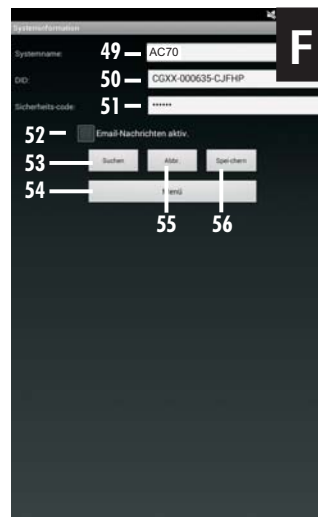 Systeminformation
F
Systemname: 49 AC70
DID: 50 CGXX-000635-CJFHP
Sicherheits-code: 51 ••••••
52 Email-Nachrichten aktiv.
53 Suchen Abbr. Spei-chern
54 Menü
55 56